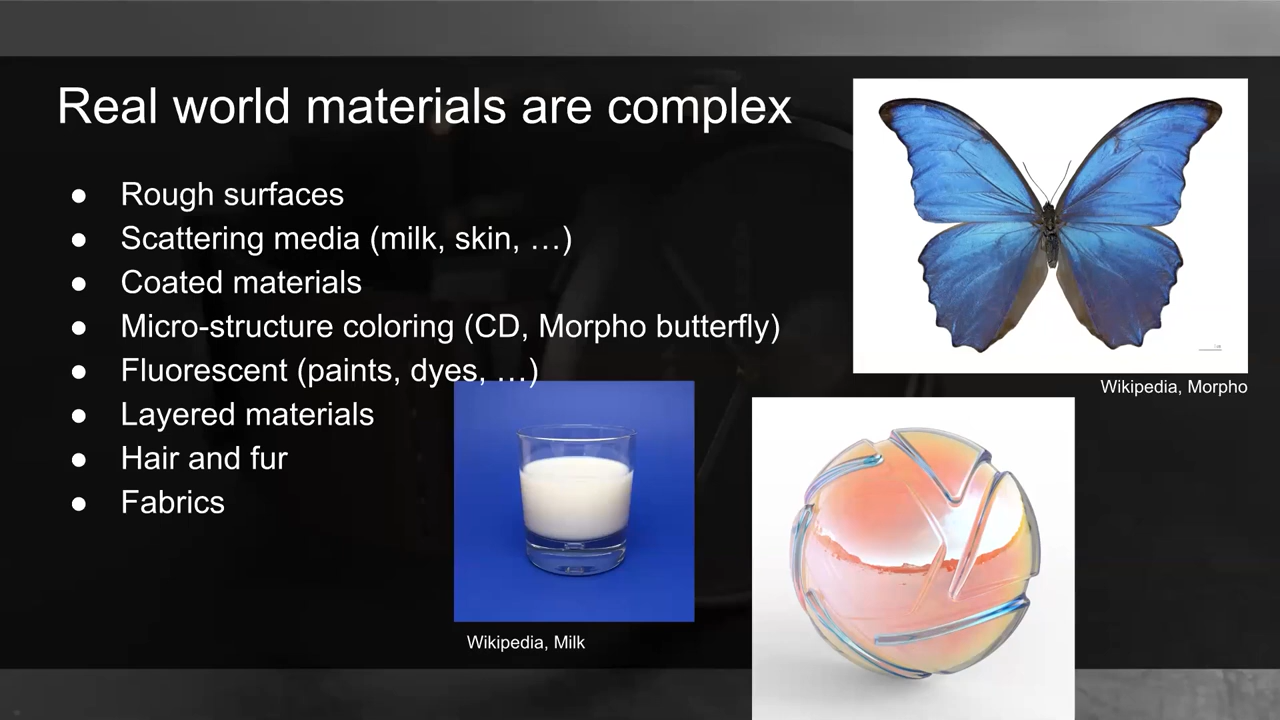 Real world materials are complex
● Rough surfaces
● Scattering media (milk, skin, …)
● Coated materials
● Micro-structure coloring (CD, Morpho butterfly)
● Fluorescent (paints, dyes, …)
● Layered materials
● Hair and fur
● Fabrics
Wikipedia, Morpho
Wikipedia, Milk